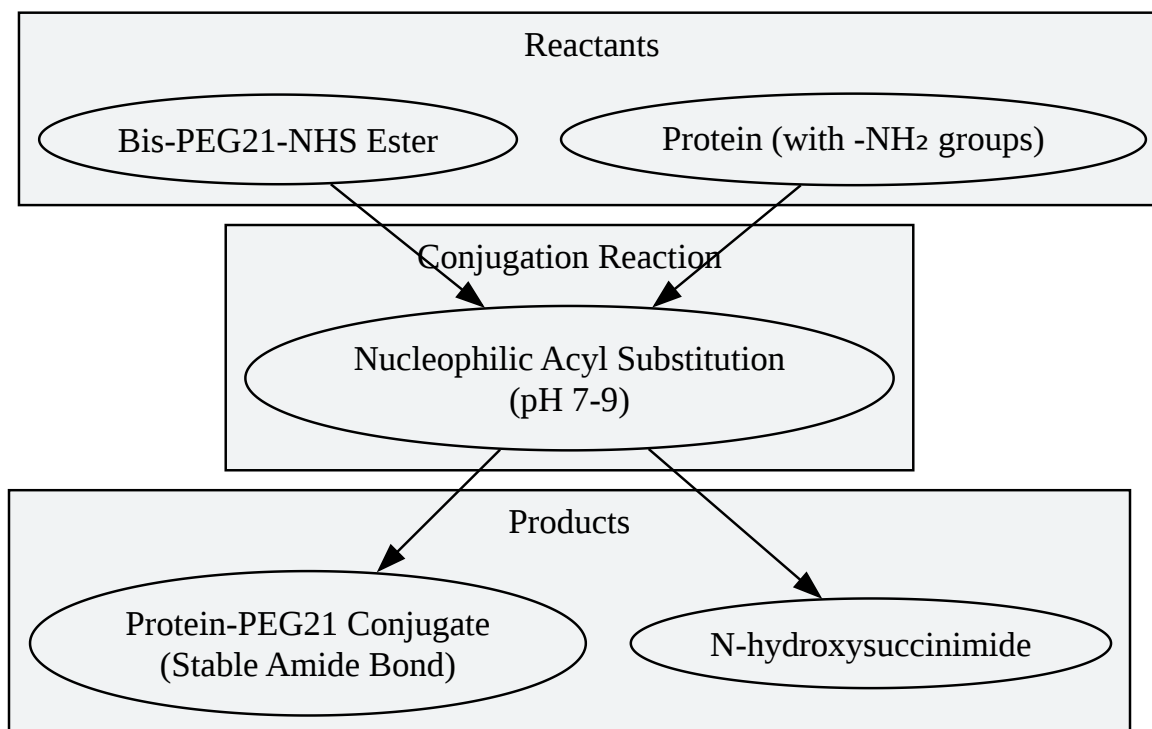 Reactants
Bis-PEG21-NHS Ester
Protein (with -NH₂ groups)
Conjugation Reaction
Nucleophilic Acyl Substitution
(pH 7-9)
Products
Protein-PEG21 Conjugate
(Stable Amide Bond)
N-hydroxysuccinimide